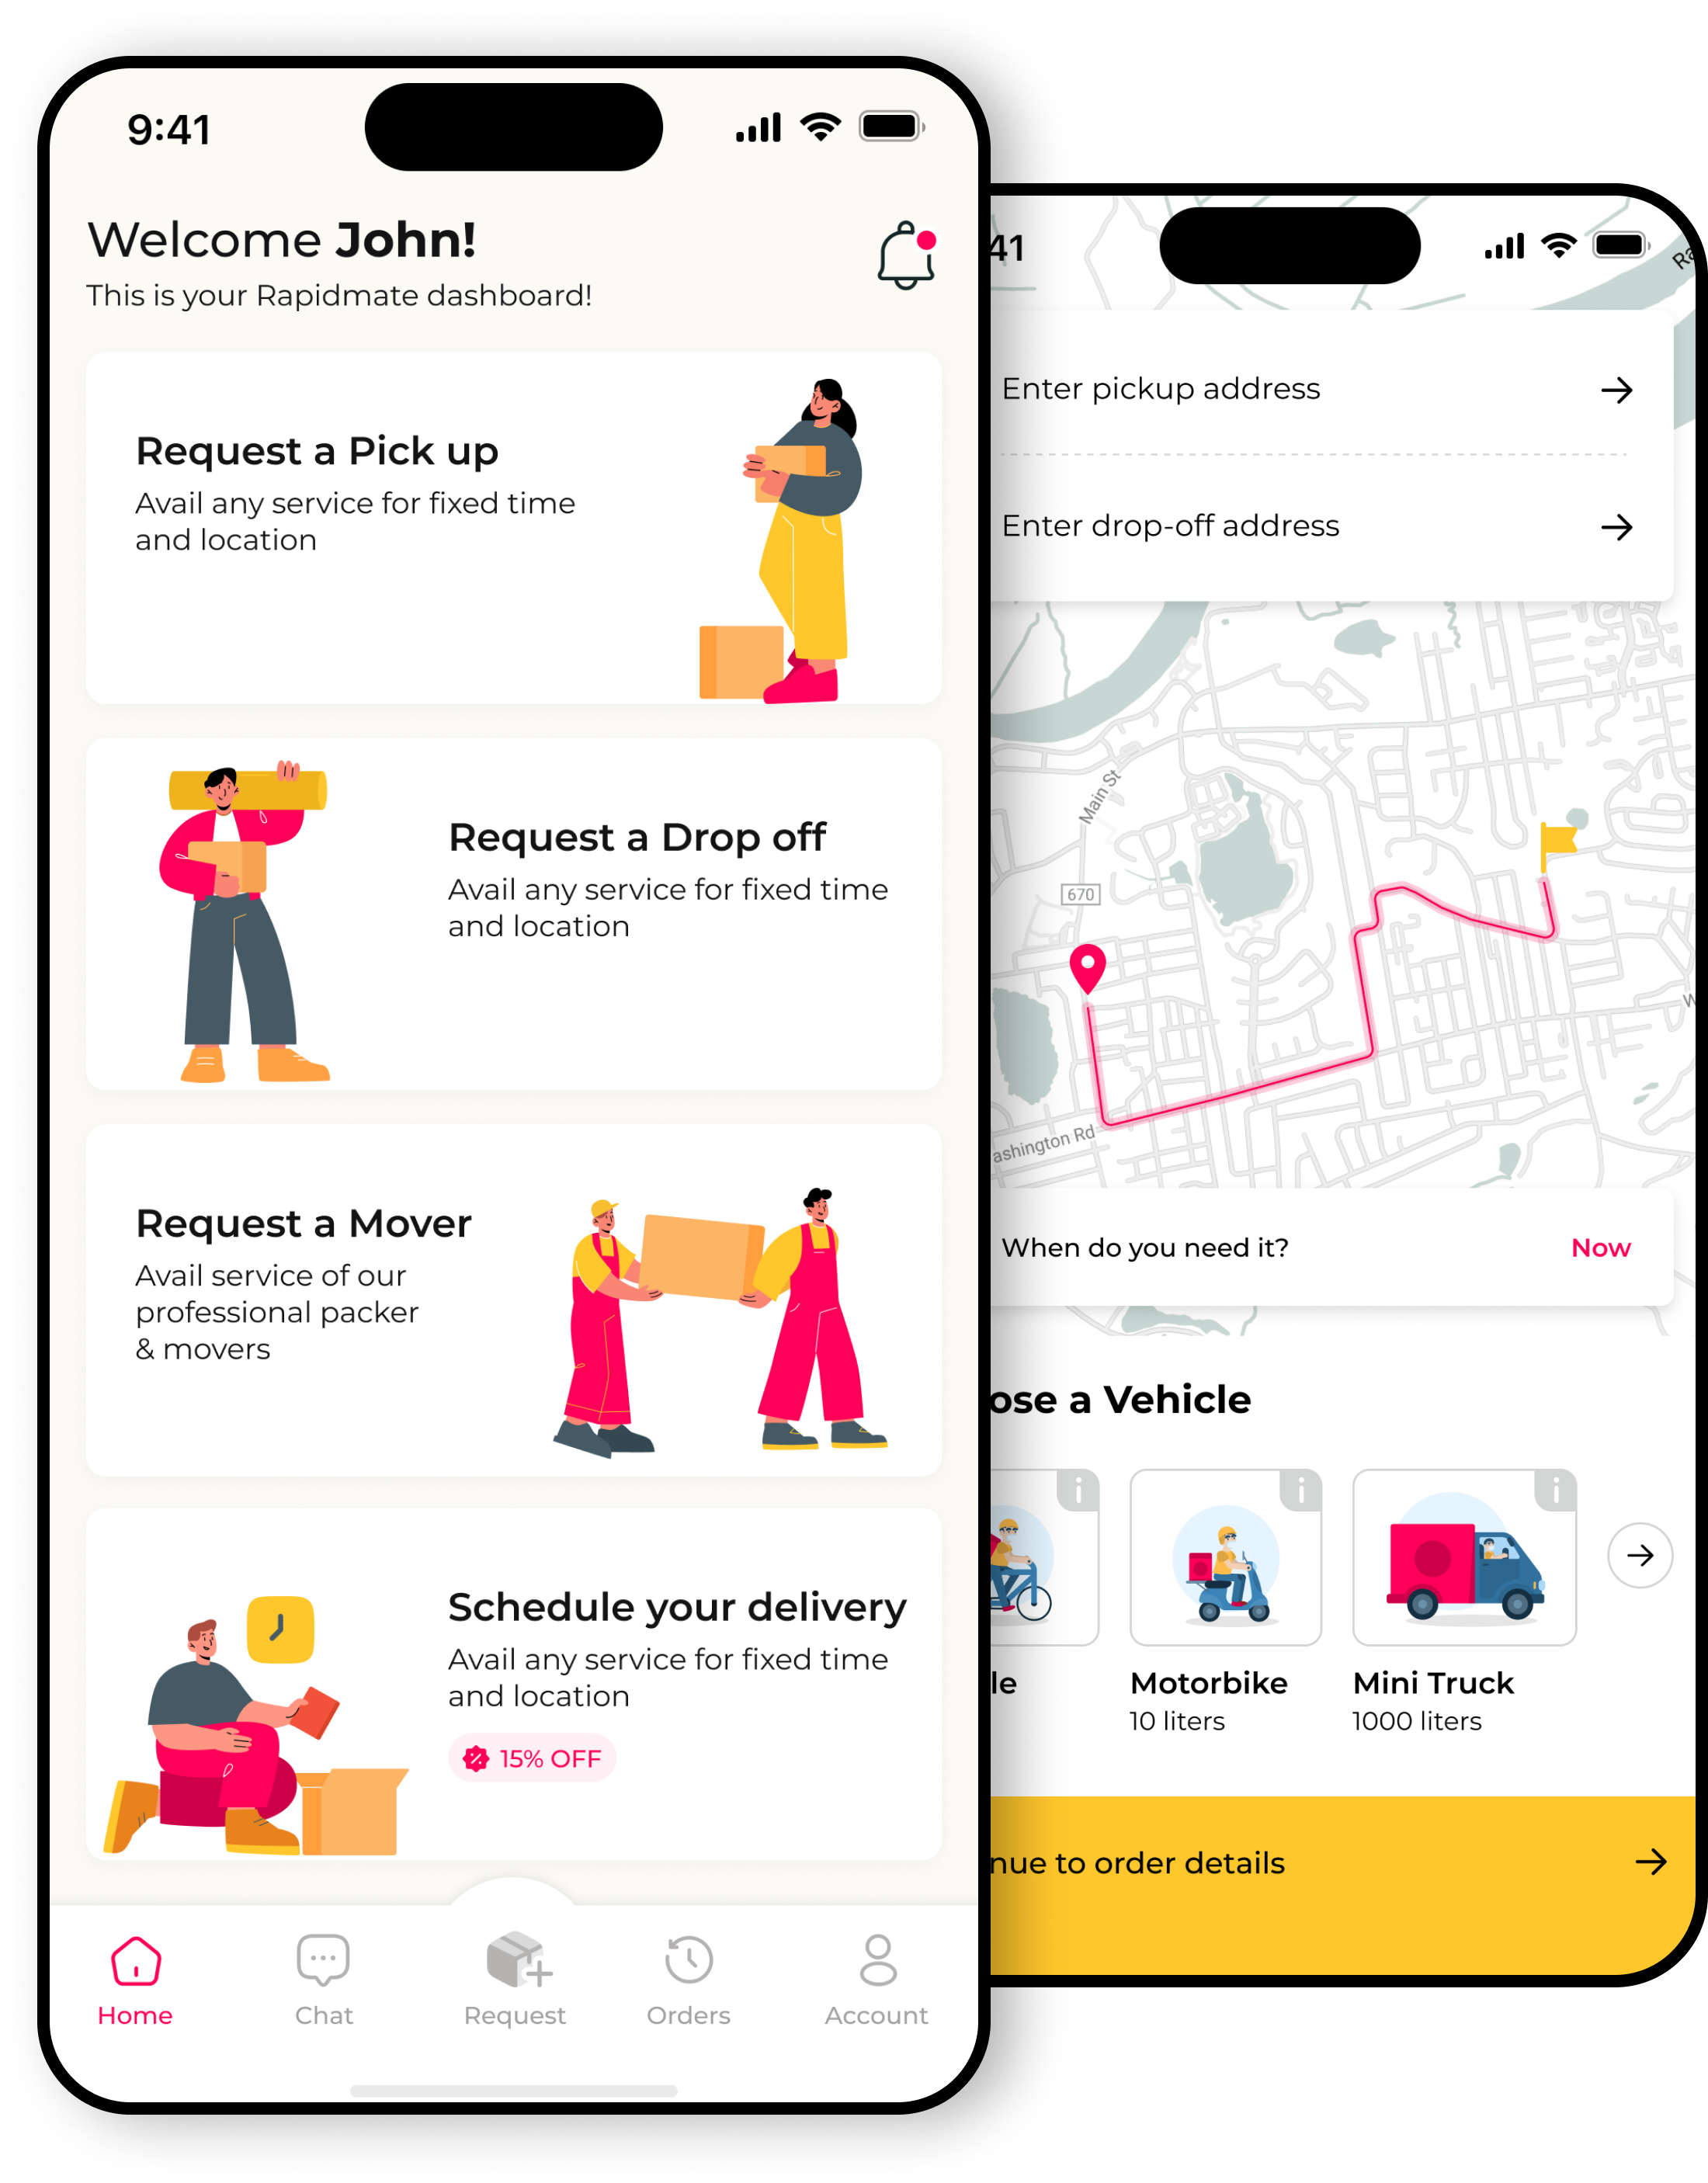 9:41
Welcome John!
This is your Rapidmate dashboard!
Request a Pick up
Avail any service for fixed time
and location
Request a Drop off
Avail any service for fixed time
and location
Request a Mover
Avail service of our
professional packer
& movers
Schedule your delivery
Avail any service for fixed time
and location
15% OFF
Home
Chat
Request
Orders
Account
41
Enter pickup address
Enter drop-off address
Main St
670
ashington Rd
When do you need it?
Now
ose a Vehicle
le
Motorbike
10 liters
Mini Truck
1000 liters
nue to order details